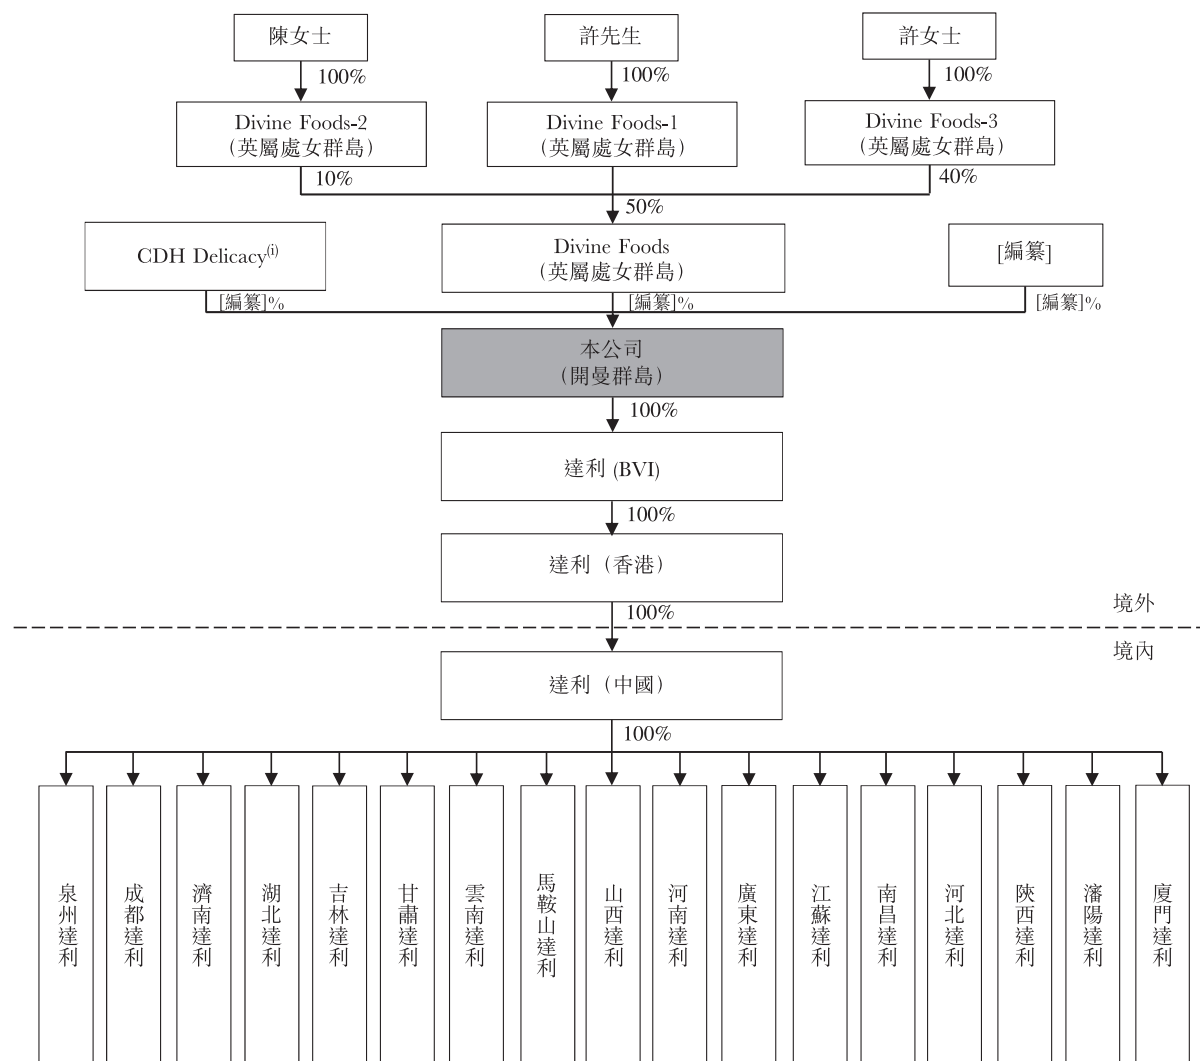 陳女士
許先生
許女士
100%
100%
100%
Divine Foods-2
(英屬處女群島)
Divine Foods-1
(英屬處女群島)
Divine Foods-3
(英屬處女群島)
10%
50%
40%
CDH Delicacy(i)
Divine Foods
(英屬處女群島)
[編纂]
[編纂]%
[編纂]%
[編纂]%
本公司
(開曼群島)
100%
達利 (BVI)
100%
達利（香港）
100%
境外
境內
達利（中國）
100%
泉州達利
成都達利
濟南達利
湖北達利
吉林達利
甘肅達利
雲南達利
馬鞍山達利
山西達利
河南達利
廣東達利
江蘇達利
南昌達利
河北達利
陝西達利
瀋陽達利
廈門達利